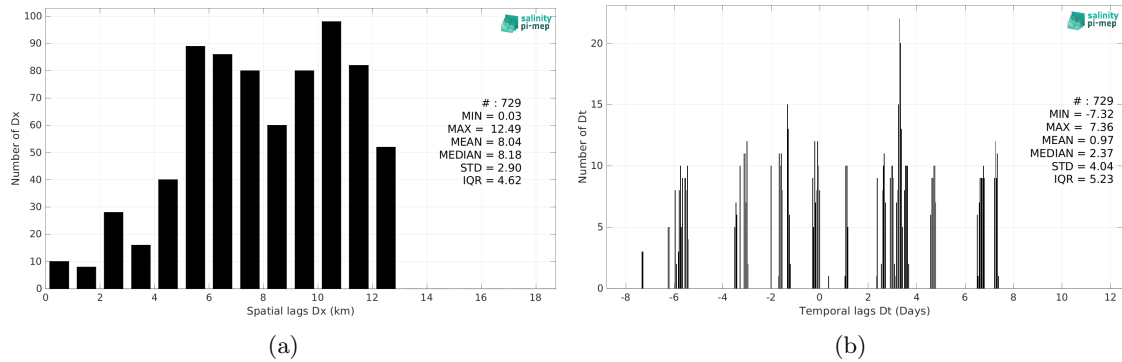 100
90
80
70
60
50
40
30
20
10
0
Number of Dx
salinity
pi-mep
# : 729
MIN = 0.03
MAX = 12.49
MEAN = 8.04
MEDIAN = 8.18
STD = 2.90
IQR = 4.62
0 2 4 6 8 10 12 14 16 18
Spatial lags Dx (km)
(a)
20
15
10
5
0
Number of Dt
salinity
pi-mep
# : 729
MIN = -7.32
MAX = 7.36
MEAN = 0.97
MEDIAN = 2.37
STD = 4.04
IQR = 5.23
-8 -6 -4 -2 0 2 4 6 8 10 12
Temporal lags Dt (Days)
(b)